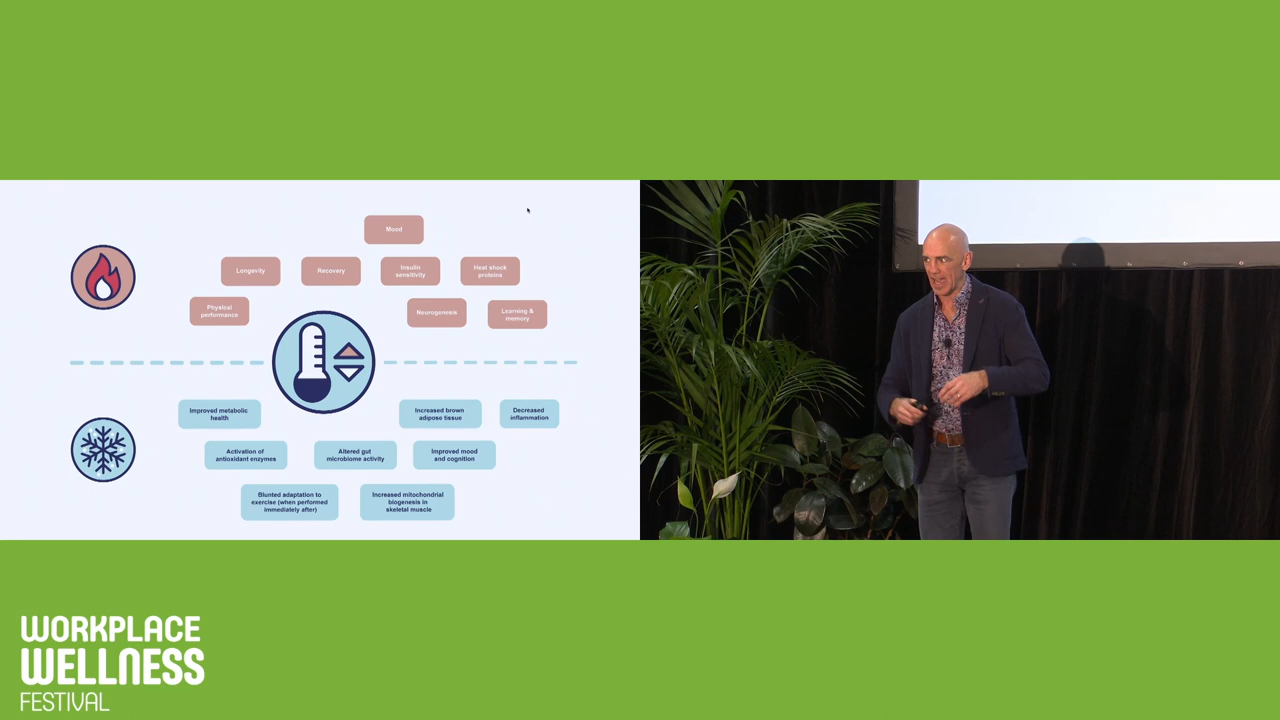 Mood
Longevity
Recovery
Insulin
sensitivity
Heat shock
proteins
Physical
performance
Neurogenesis
Learning &
memory
Improved metabolic
health
Increased brown
adipose tissue
Decreased
inflammation
Activation of
antioxidant enzymes
Altered gut
microbiome activity
Improved mood
and cognition
Blunted adaptation to
exercise (when performed
immediately after)
Increased mitochondrial
biogenesis in
skeletal muscle
WORKPLACE
WELLNESS
FESTIVAL